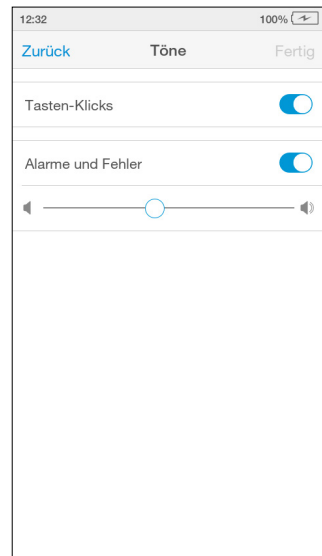 12:32 100%
Zurück Töne Fertig
Tasten-Klicks
Alarme und Fehler